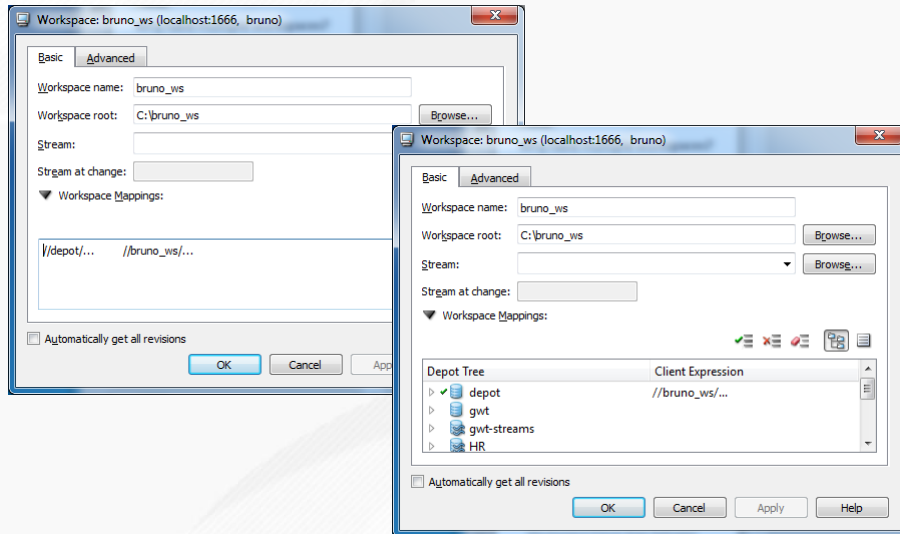 Workspace: bruno_ws (localhost:1666, bruno)
Basic Advanced
Workspace name: bruno_ws
Workspace root: C:\bruno_ws Browse...
Stream:
Stream at change:
Workspace Mappings:
//depot/... //bruno_ws/...
Automatically get all revisions
OK Cancel App
Workspace: bruno_ws (localhost:1666, bruno)
Basic Advanced
Workspace name: bruno_ws
Workspace root: C:\bruno_ws Browse...
Stream: Browse...
Stream at change:
Workspace Mappings:
Depot Tree Client Expression
depot //bruno_ws/...
gwt
gwt-streams
HR
Automatically get all revisions
OK Cancel Apply Help